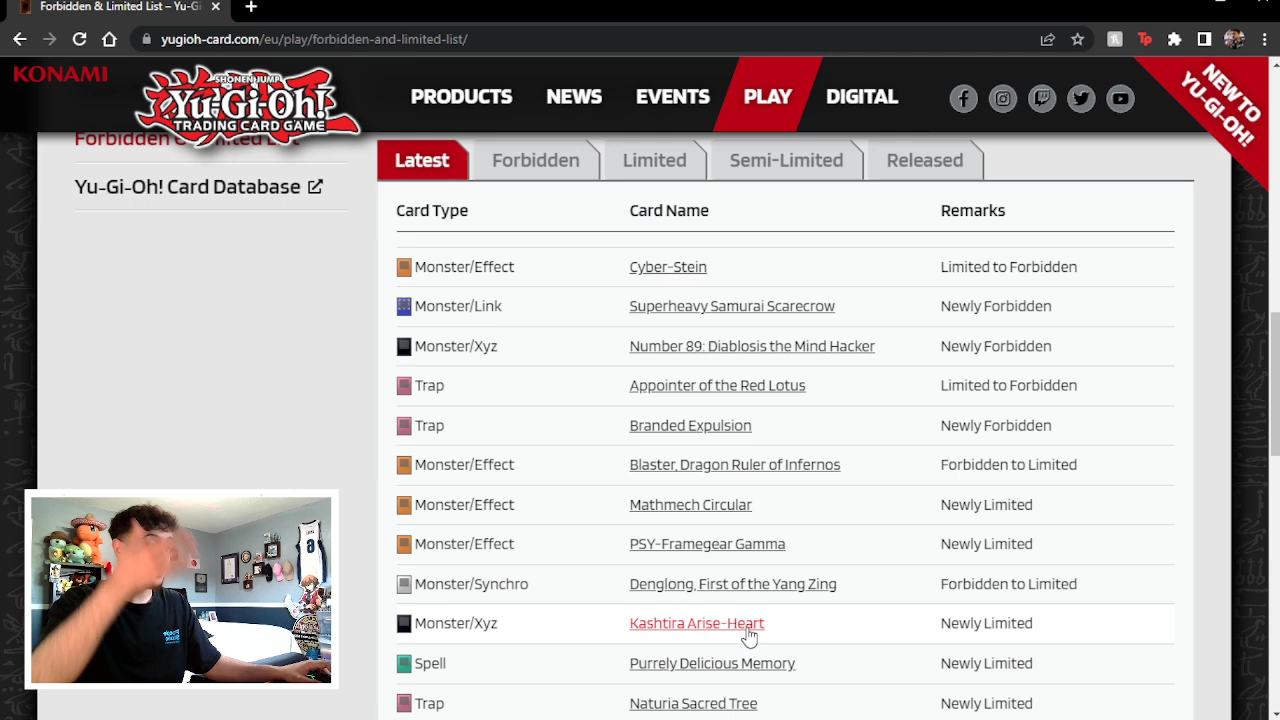 Forbidden & Limited List – Yu-Gi
yugioh-card.com/eu/play/forbidden-and-limited-list/
KONAMI
SHONEN JUMP
Yu-Gi-Oh!
TRADING CARD GAME
PRODUCTS NEWS EVENTS PLAY DIGITAL
NEW TO
YU-GI-OH!
Forbidden & Limited List
Yu-Gi-Oh! Card Database
Latest Forbidden Limited Semi-Limited Released
Card Type Card Name Remarks
Monster/Effect Cyber-Stein Limited to Forbidden
Monster/Link Superheavy Samurai Scarecrow Newly Forbidden
Monster/Xyz Number 89: Diablosis the Mind Hacker Newly Forbidden
Trap Appointer of the Red Lotus Limited to Forbidden
Trap Branded Expulsion Newly Forbidden
Monster/Effect Blaster, Dragon Ruler of Infernos Forbidden to Limited
Monster/Effect Mathmech Circular Newly Limited
Monster/Effect PSY-Framegear Gamma Newly Limited
Monster/Synchro Denglong, First of the Yang Zing Forbidden to Limited
Monster/Xyz Kashtira Arise-Heart Newly Limited
Spell Purrely Delicious Memory Newly Limited
Trap Naturia Sacred Tree Newly Limited